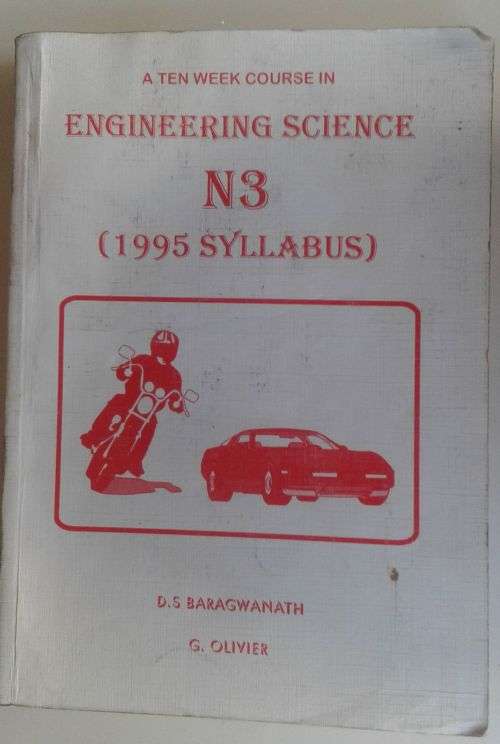 A TEN WEEK COURSE IN
ENGINEERING SCIENCE
N3
(1995 SYLLABUS)
D.S BARAGWANATH
G. OLIVIER